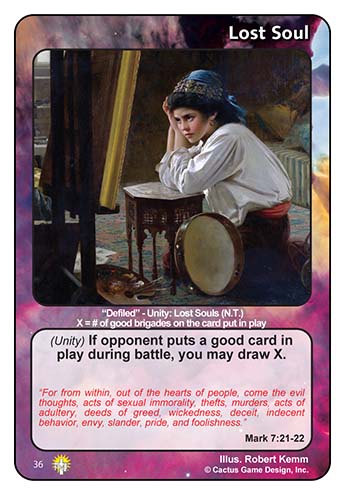 Lost Soul
“Defiled” - Unity: Lost Souls (N.T.)
X = # of good brigades on the card put in play
(Unity) If opponent puts a good card in
play during battle, you may draw X.
“For from within, out of the hearts of people, come the evil
thoughts, acts of sexual immorality, thefts, murders, acts of
adultery, deeds of greed, wickedness, deceit, indecent
behavior, envy, slander, pride, and foolishness.”
Mark 7:21-22
36
Illus. Robert Kemm
© Cactus Game Design, Inc.